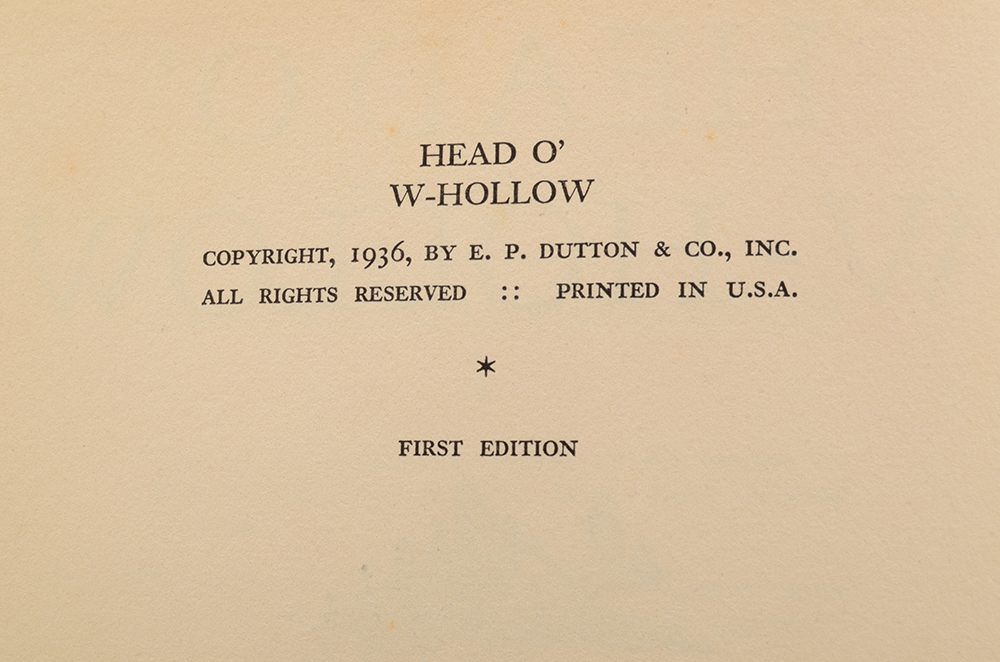 HEAD O'
W-HOLLOW
COPYRIGHT, 1936, BY E. P. DUTTON & CO., INC.
ALL RIGHTS RESERVED :: PRINTED IN U.S.A.
*
FIRST EDITION